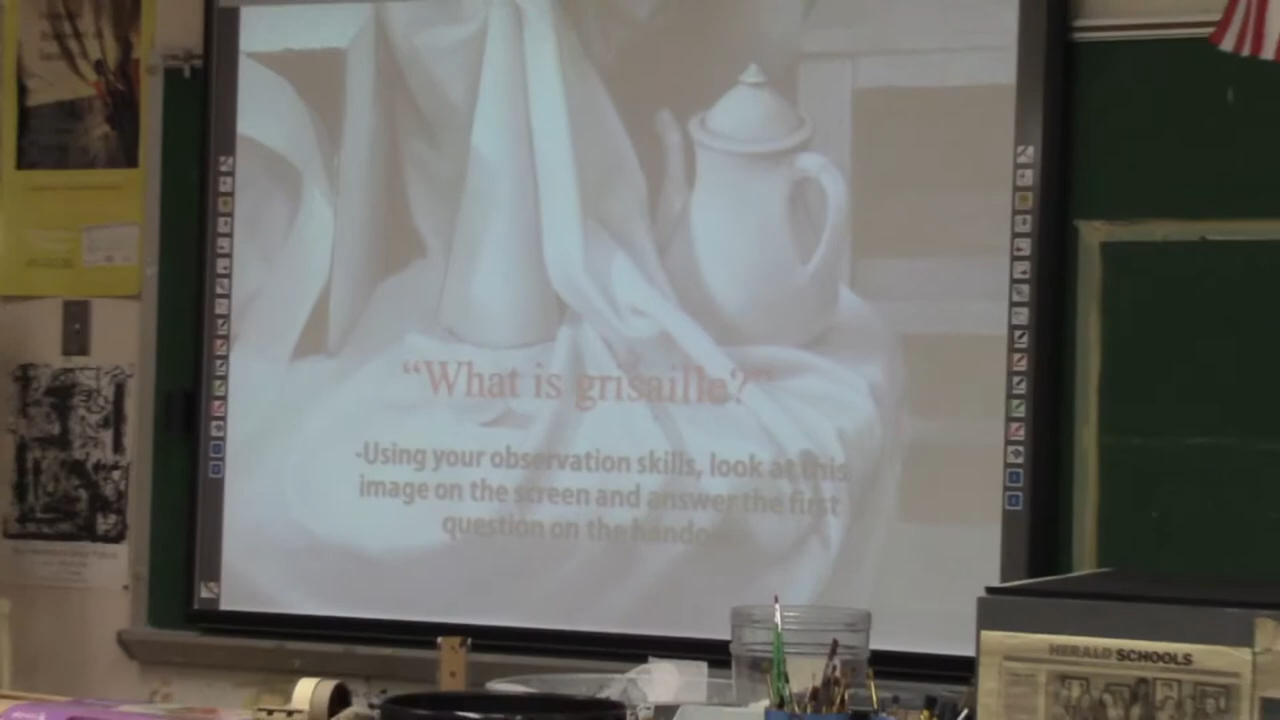 “What is grisaille?”
-Using your observation skills, look at this
image on the screen and answer the first
question on the
HERALD SCHOOLS